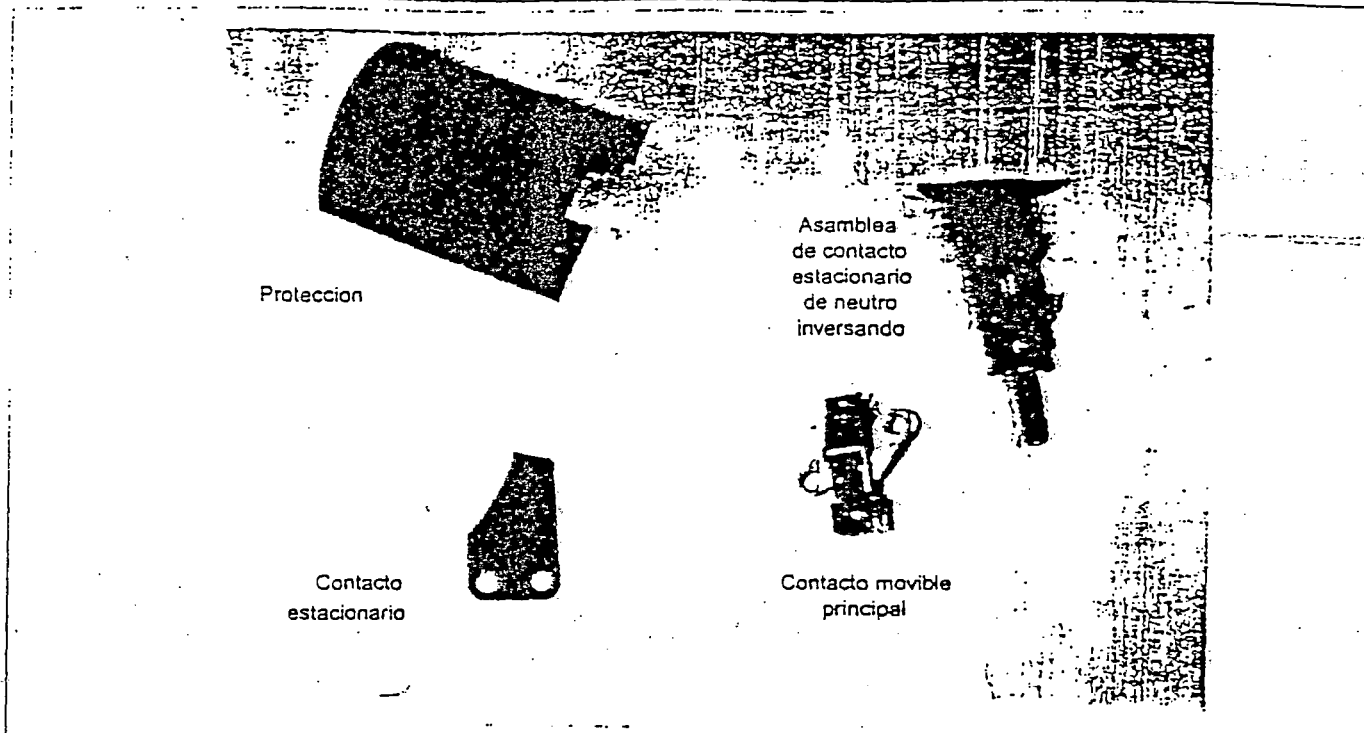 Proteccion
Asamblea
de contacto
estacionario
de neutro
inversando
Contacto
estacionario
Contacto movible
principal